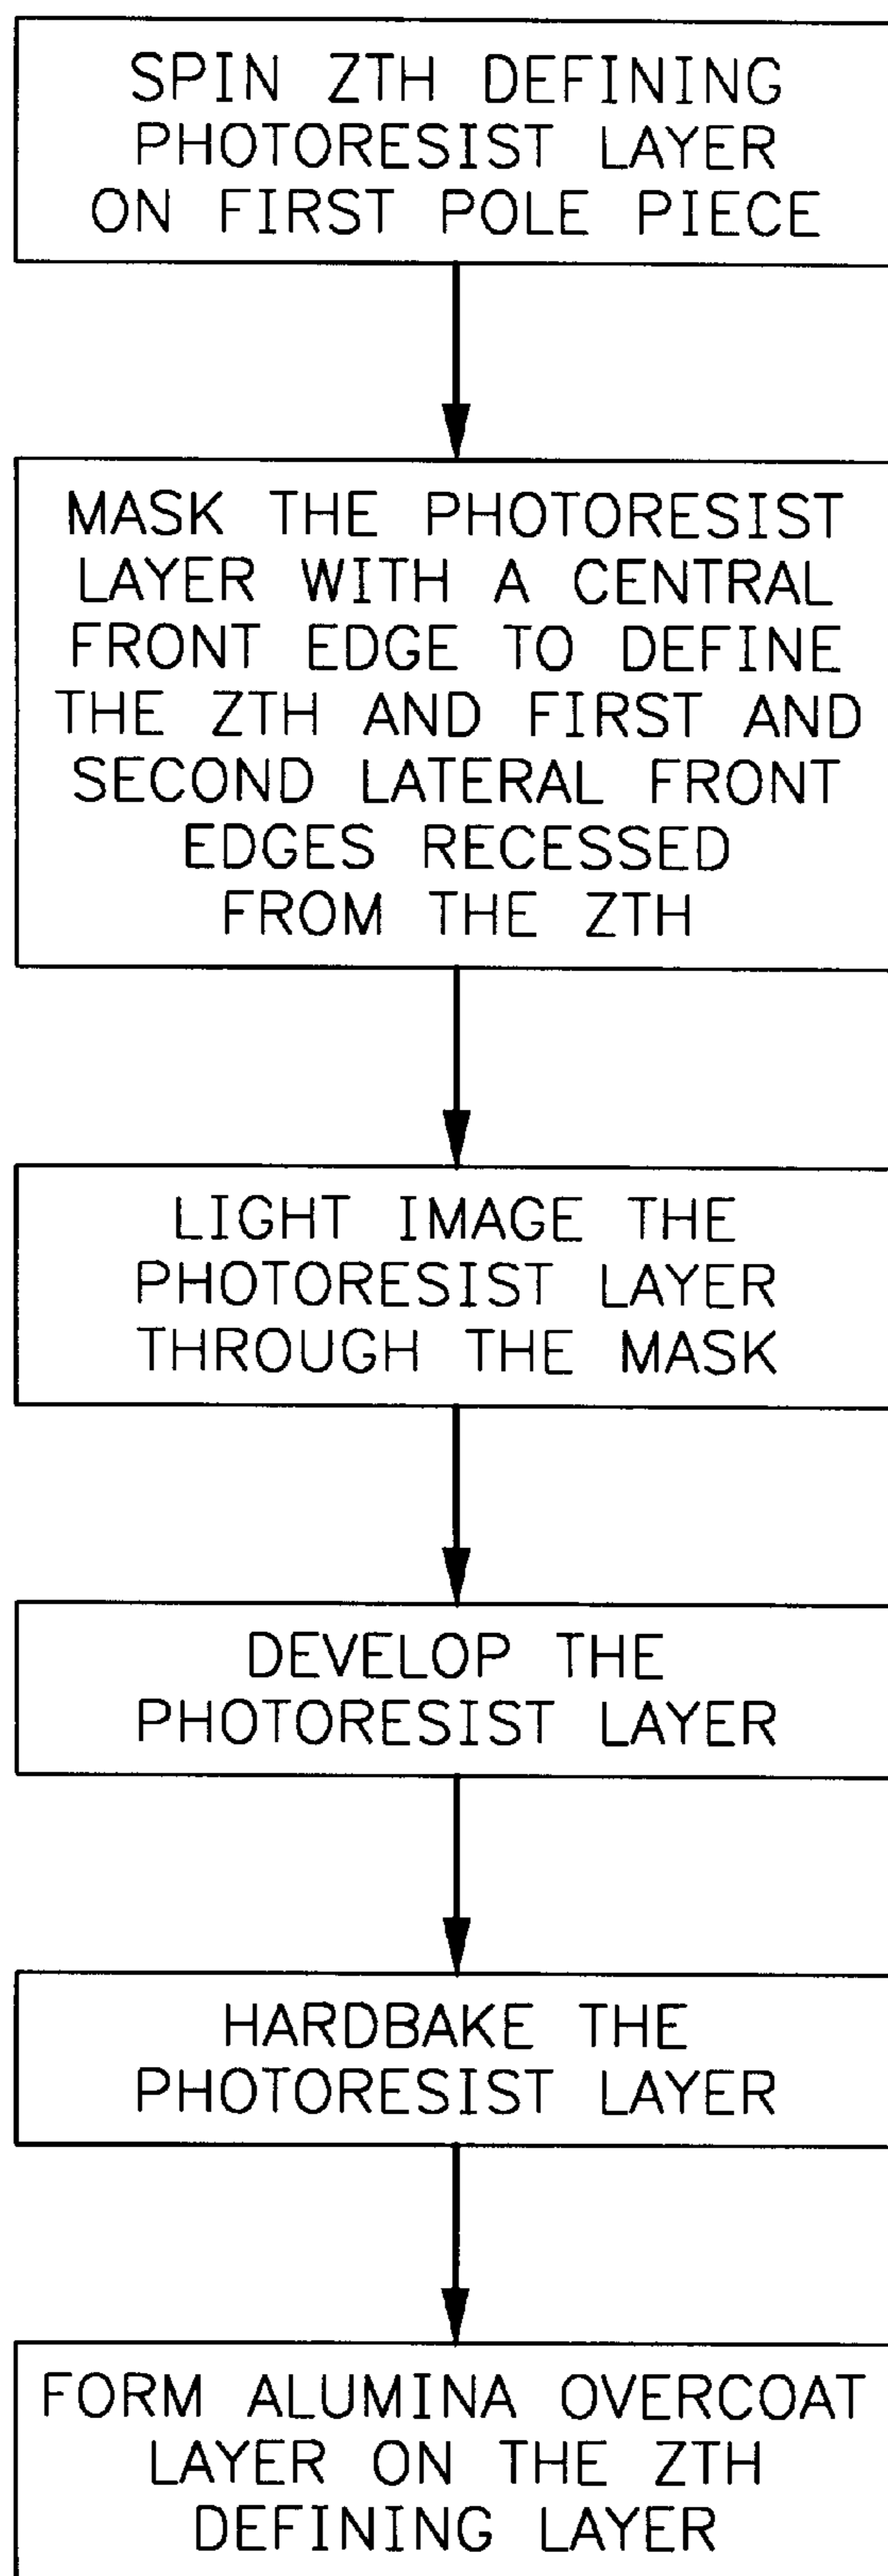 SPIN ZTH DEFINING
PHOTORESIST LAYER
ON FIRST POLE PIECE
MASK THE PHOTORESIST
LAYER WITH A CENTRAL
FRONT EDGE TO DEFINE
THE ZTH AND FIRST AND
SECOND LATERAL FRONT
EDGES RECESSED
FROM THE ZTH
LIGHT IMAGE THE
PHOTORESIST LAYER
THROUGH THE MASK
DEVELOP THE
PHOTORESIST LAYER
HARDBAKE THE
PHOTORESIST LAYER
FORM ALUMINA OVERCOAT
LAYER ON THE ZTH
DEFINING LAYER